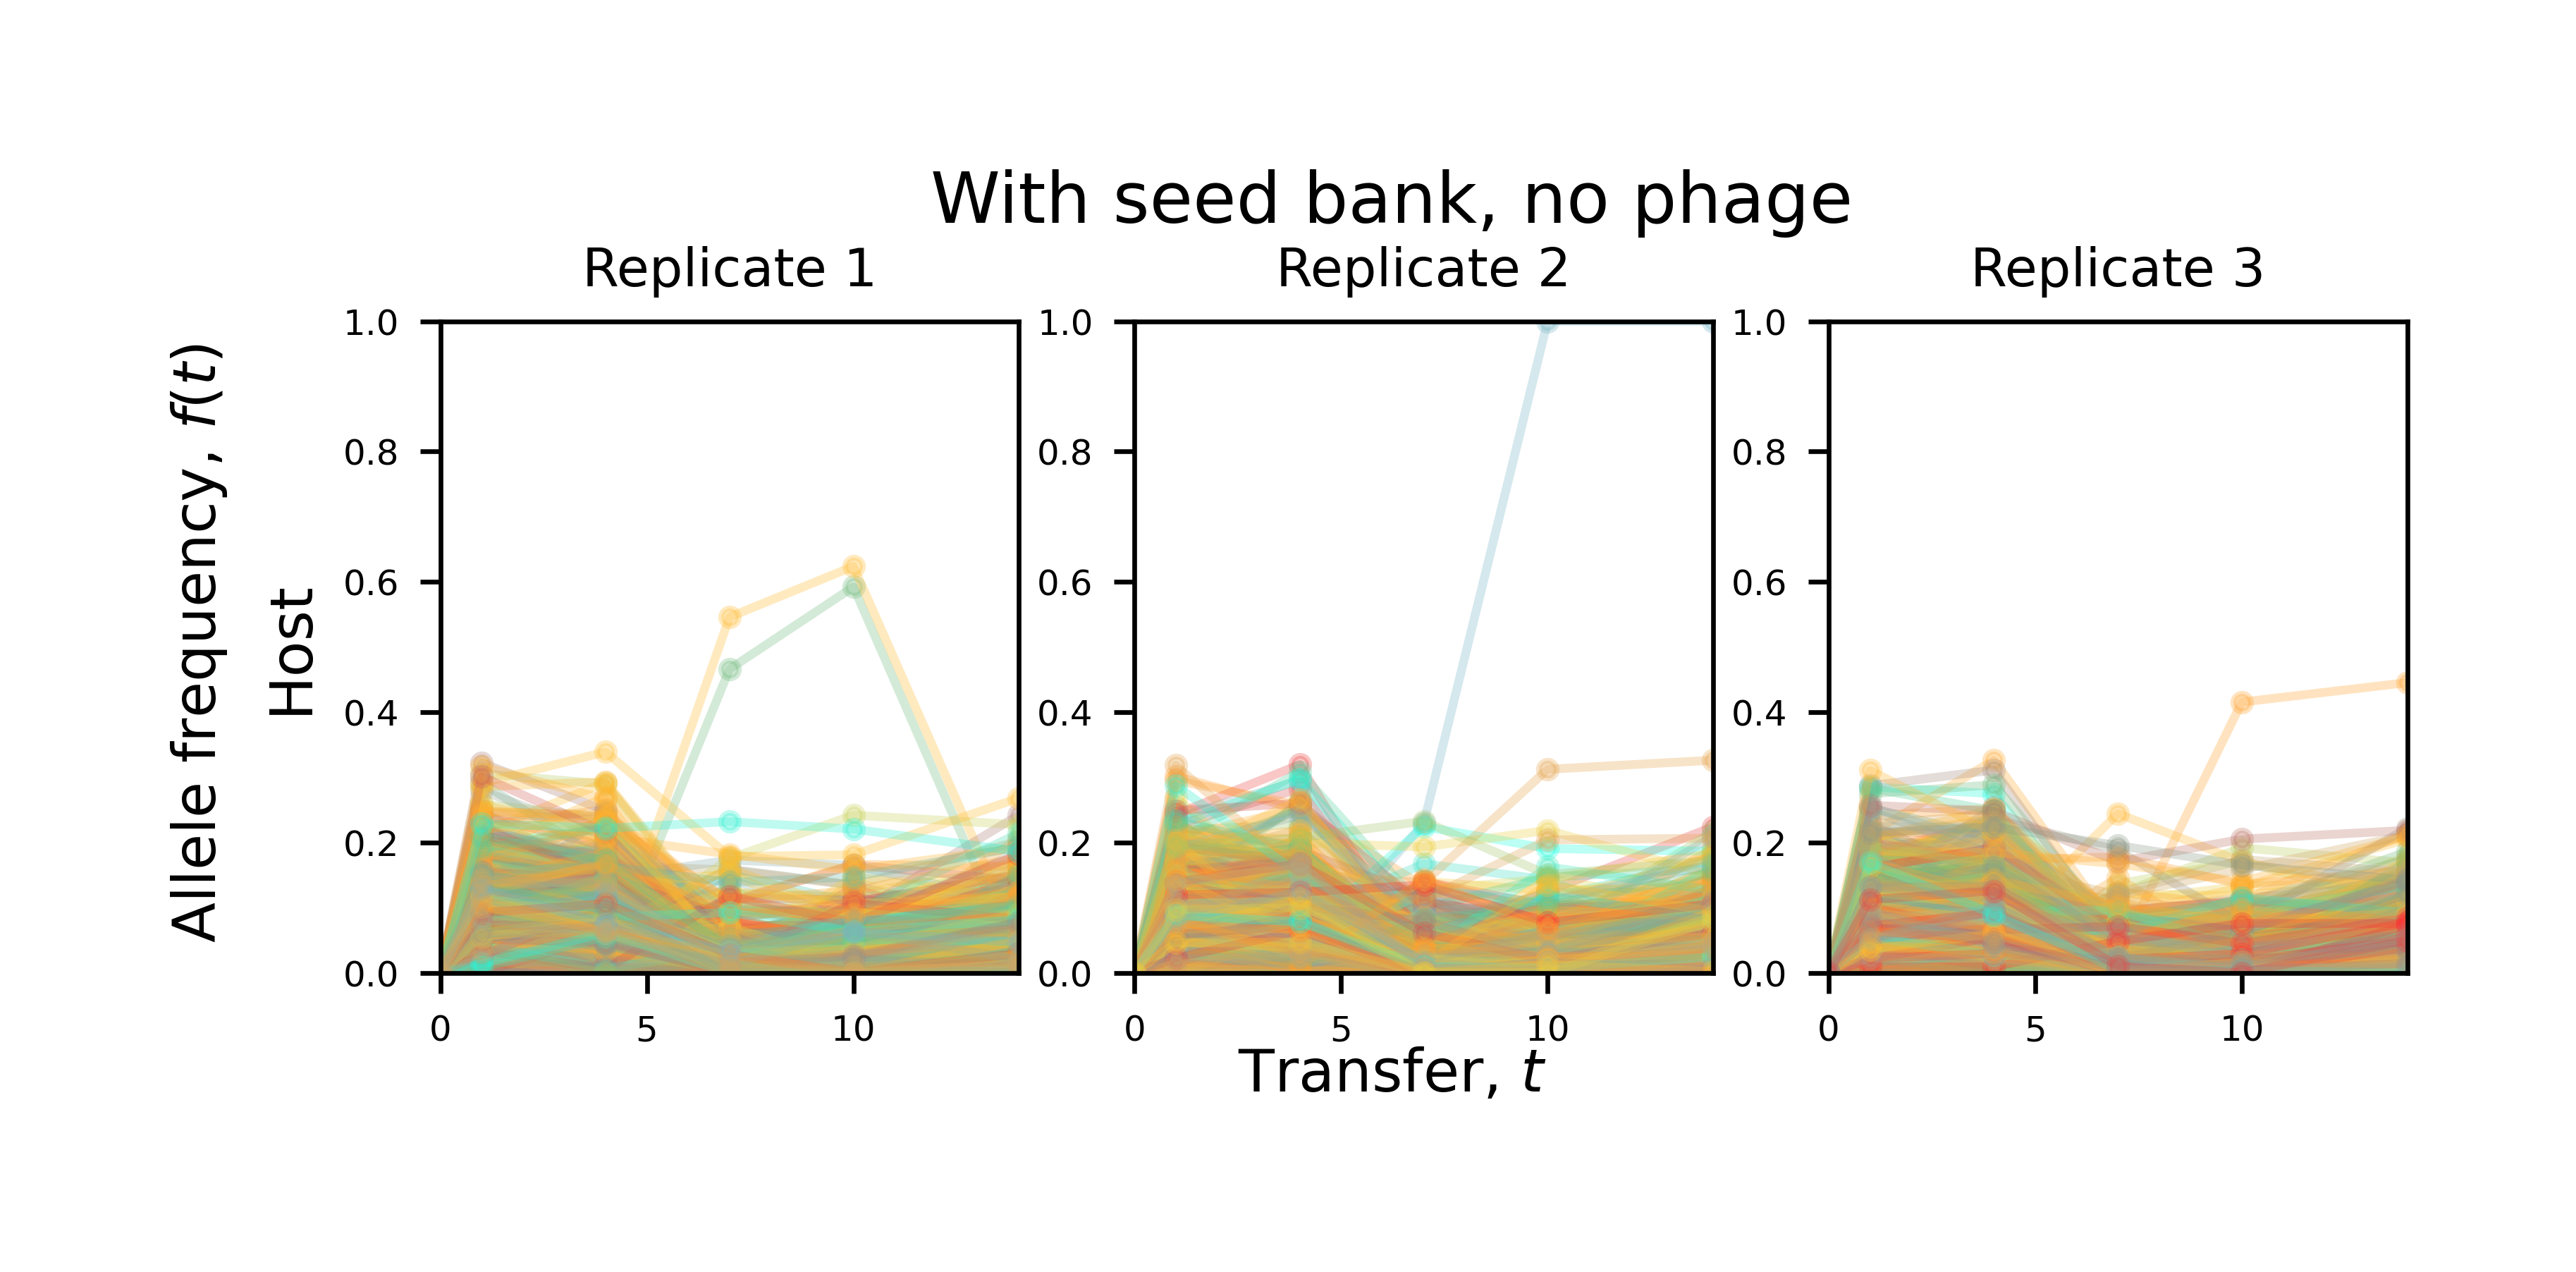 With seed bank, no phage
Replicate 1
Replicate 2
Replicate 3
Allele frequency, f(t)
Host
1.0
0.8
0.6
0.4
0.2
0.0
0 5 10
1.0
0.8
0.6
0.4
0.2
0.0
0 5 10
1.0
0.8
0.6
0.4
0.2
0.0
0 5 10
Transfer, t